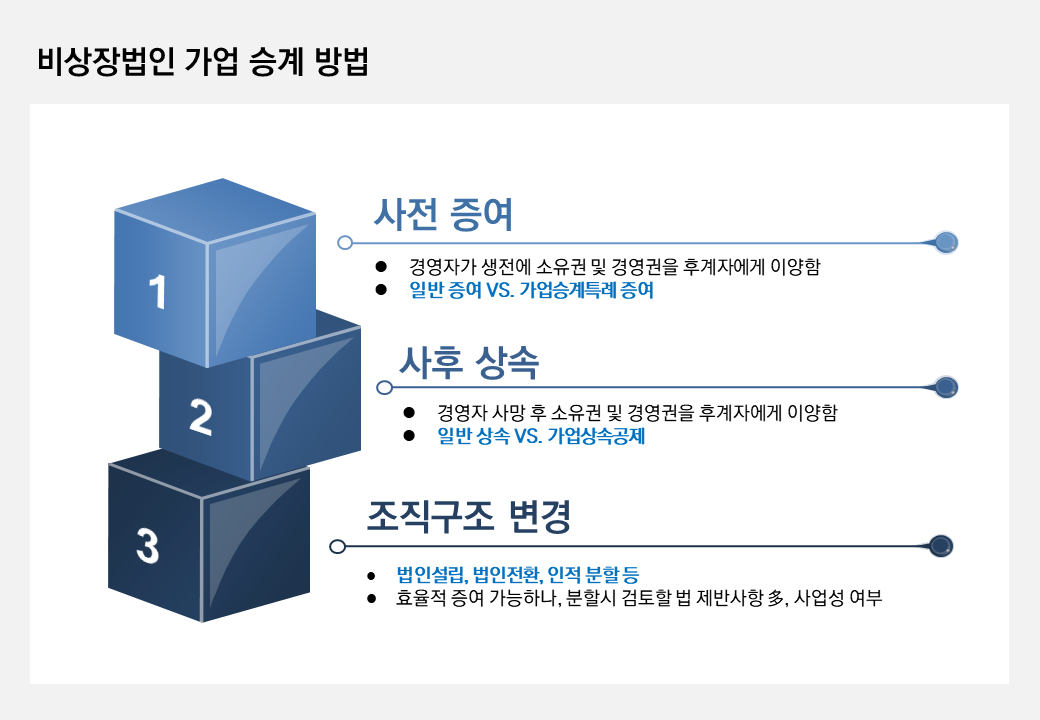 비상장법인 가업 승계 방법
1
사전 증여
● 경영자가 생전에 소유권 및 경영권을 후계자에게 이양함
● 일반 증여 VS. 가업승계특례 증여
2
사후 상속
● 경영자 사망 후 소유권 및 경영권을 후계자에게 이양함
● 일반 상속 VS. 가업상속공제
3
조직구조 변경
● 법인설립, 법인전환, 인적 분할 등
● 효율적 증여 가능하나, 분할시 검토할 법 제반사항 多, 사업성 여부